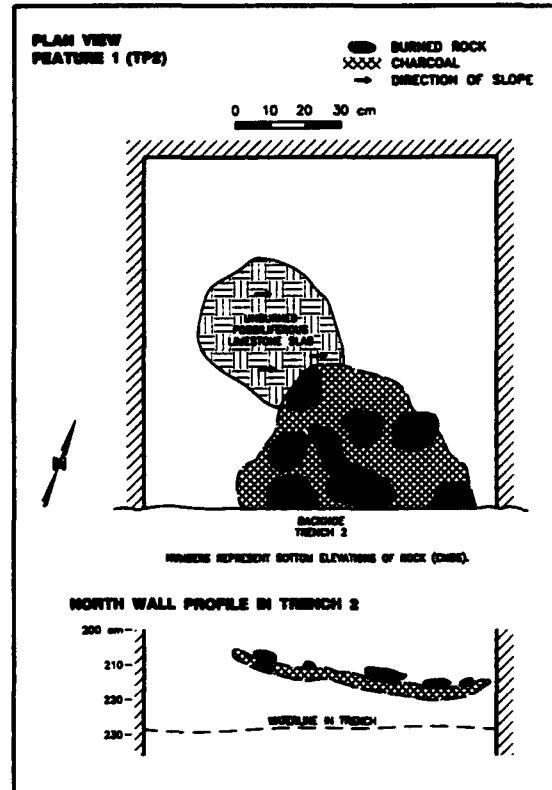 PLAN VIEW
FEATURE 1 (TP2)
BURNED ROCK
CHARCOAL
DIRECTION OF SLOPE
0 10 20 30 cm
UNBURNED
FOSSILIFEROUS
LIMESTONE SLAB
N
BACKHOE
TRENCH 2
NUMBERS REPRESENT BOTTOM ELEVATIONS OF ROCK (CMBS).
NORTH WALL PROFILE IN TRENCH 2
200 cm
210
220
230
WATERLINE IN TRENCH